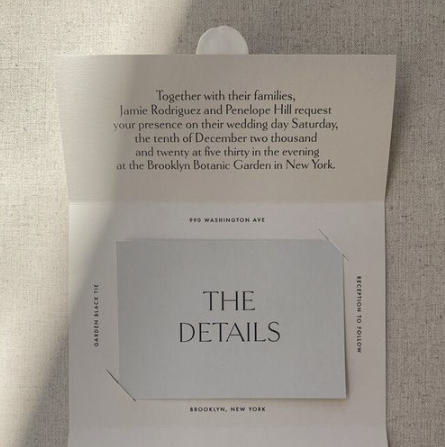 Together with their families,
Jamie Rodriguez and Penelope Hill request
your presence on their wedding day Saturday,
the tenth of December two thousand
and twenty at five thirty in the evening
at the Brooklyn Botanic Garden in New York.
990 WASHINGTON AVE
GARDEN BLACK TIE
THE
DETAILS
RECEPTION TO FOLLOW
BROOKLYN, NEW YORK